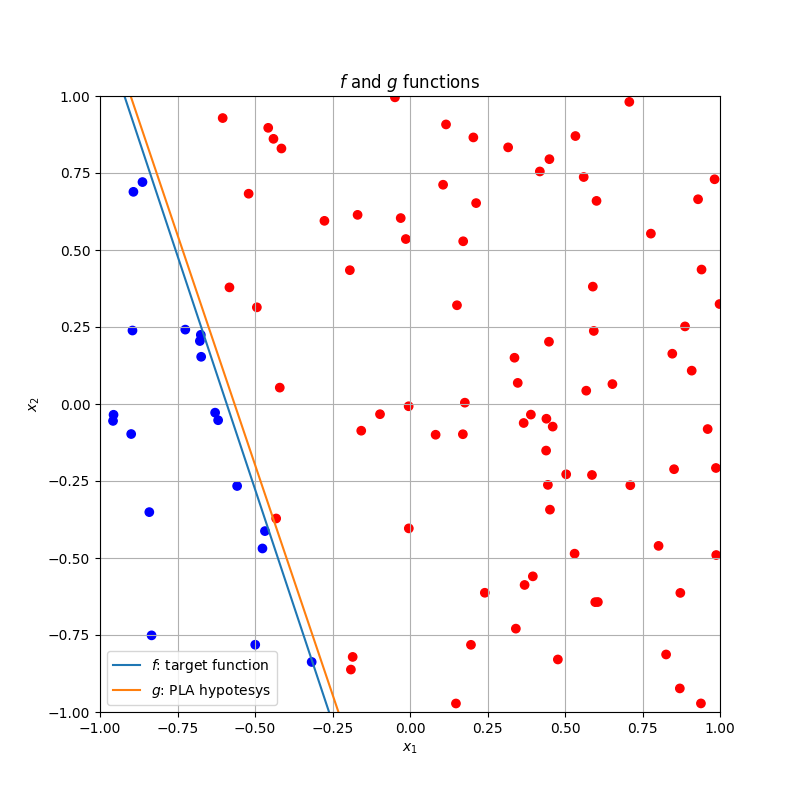 f and g functions
1.00
0.75
0.50
0.25
0.00
−0.25
−0.50
−0.75
−1.00
x₂
f: target function
g: PLA hypotesys
−1.00 −0.75 −0.50 −0.25 0.00 0.25 0.50 0.75 1.00
x₁